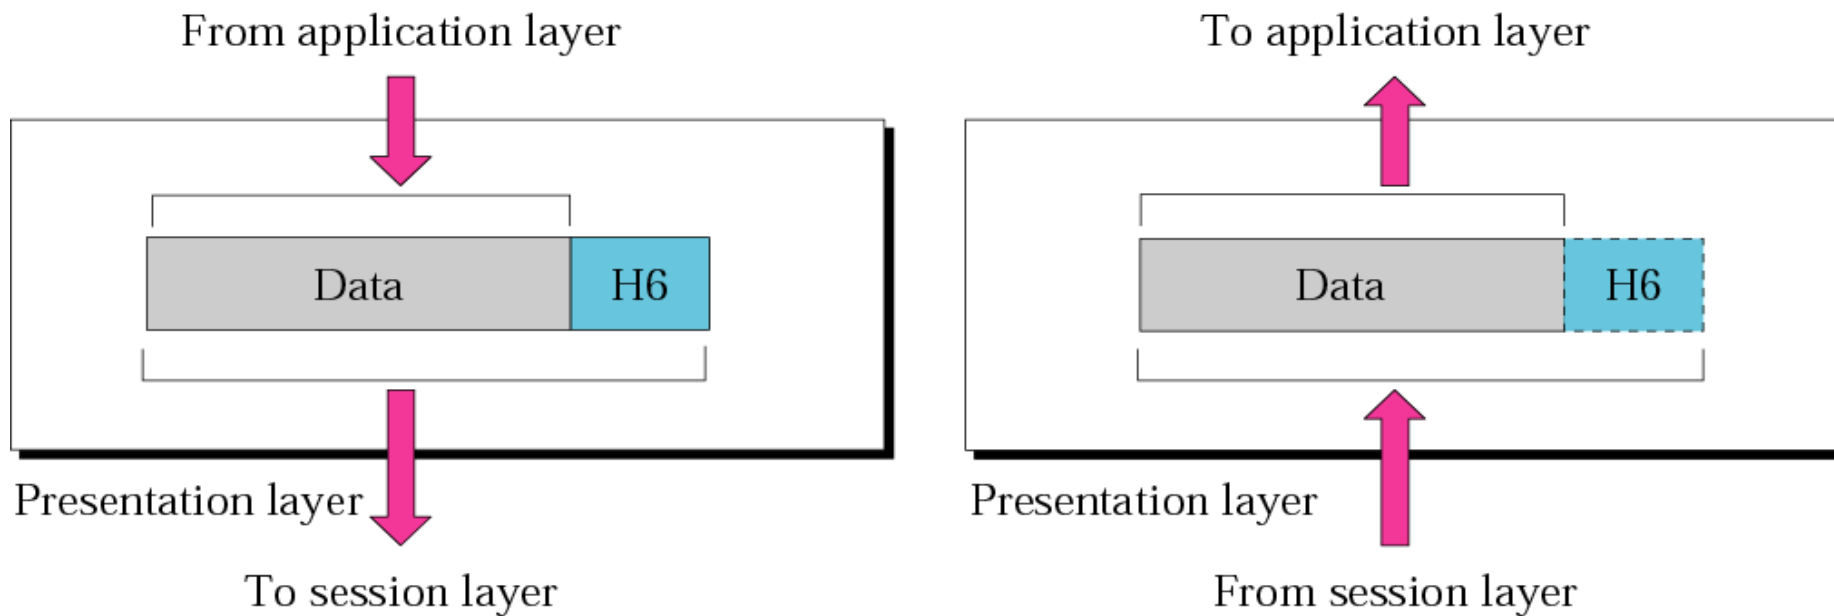 From application layer
Data
H6
Presentation layer
To session layer
To application layer
Data
H6
Presentation layer
From session layer